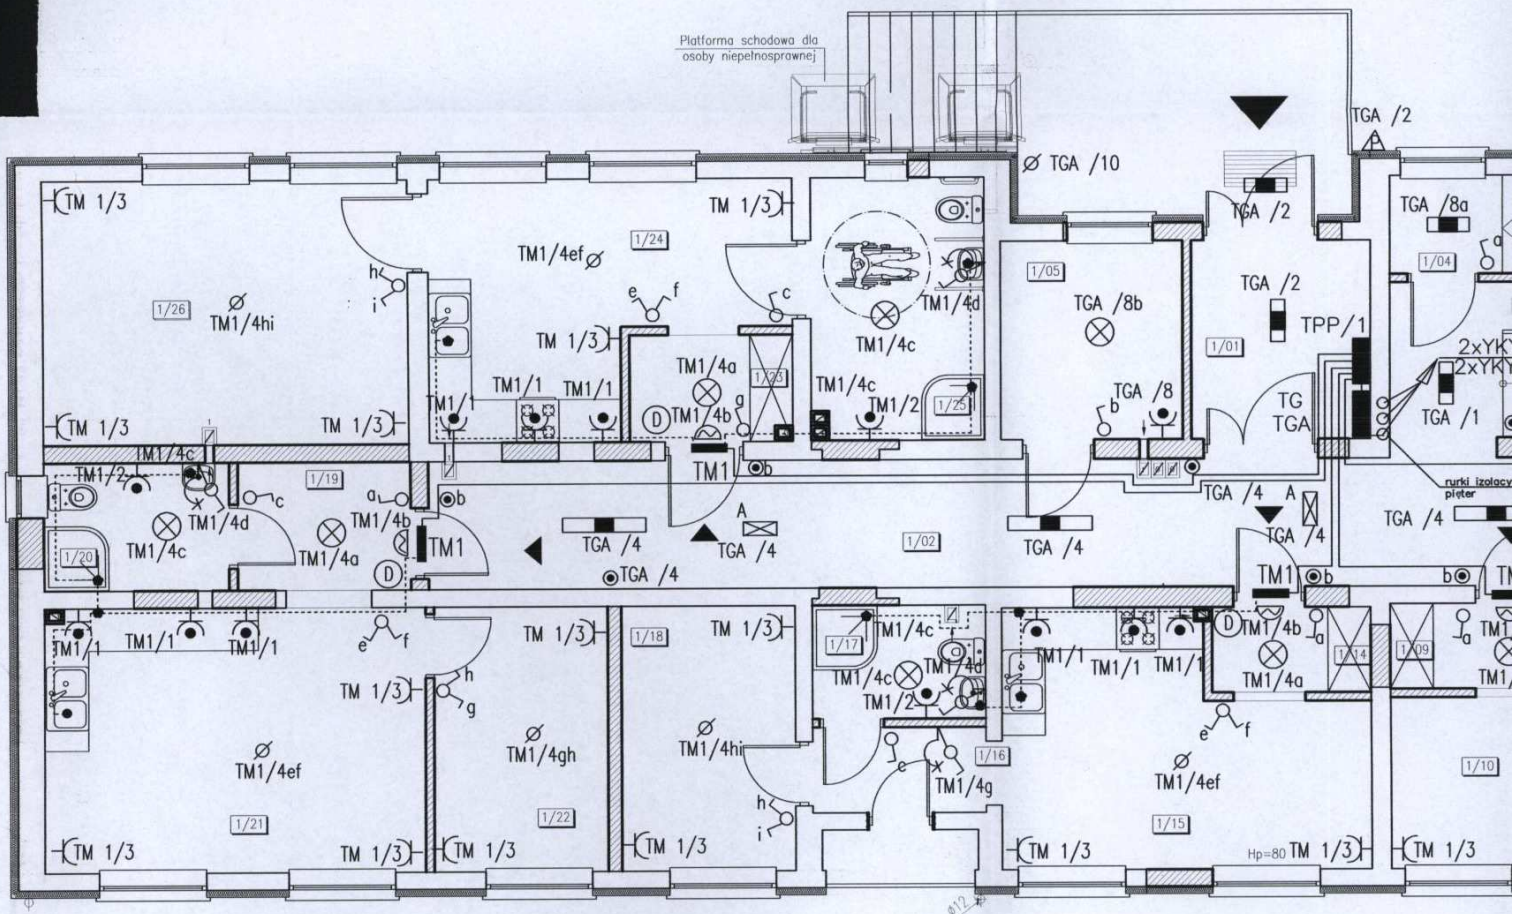 Platforma schodowa dla
osoby niepełnosprawnej
TGA /2
TGA /10
TM 1/3
TM 1/3
TGA /2
TGA /8a
a
1/24
TM1/4ef
h
i
1/26
TM1/4hi
e
f
c
TM1/4d
1/05
1/04
TGA /8b
TGA /2
TPP/1
1/01
TM 1/3
TM1/4c
2xYKY
2xYKY
TM1/4a
1/23
TM1/4c
TM1/1
TM1/1
TM1/1
D
TM1/4b
a
TM1/2
1/25
TGA /8
b
TG
TGA
TGA /1
TM 1/3
TM 1/3
TM1/4c
TM1/2
1/19
TM1
b
rurki izolacy
pięter
c
a
b
TGA /4
A
TM1/4d
TM1/4b
TM1/4c
TM1/4a
TM1
A
TGA /4
TGA /4
1/02
TGA /4
TGA /4
TGA /4
1/20
D
TGA /4
TM1
b
b
TM1/1
TM1/1
TM1/1
e
f
TM 1/3
1/18
TM 1/3
1/17
TM1/4c
TM1/4d
TM1/4c
TM1/2
TM1/1
TM1/1
TM1/1
D
TM1/4b
a
TM1/4a
1/14
1/09
a
TM 1/3
h
g
e
f
TM1/4ef
TM1/4gh
TM1/4hi
c
TM1/4g
1/16
TM1/4ef
1/10
h
i
1/21
1/22
1/15
TM 1/3
TM 1/3
TM 1/3
TM 1/3
Hp=80
TM 1/3
TM 1/3
ø12